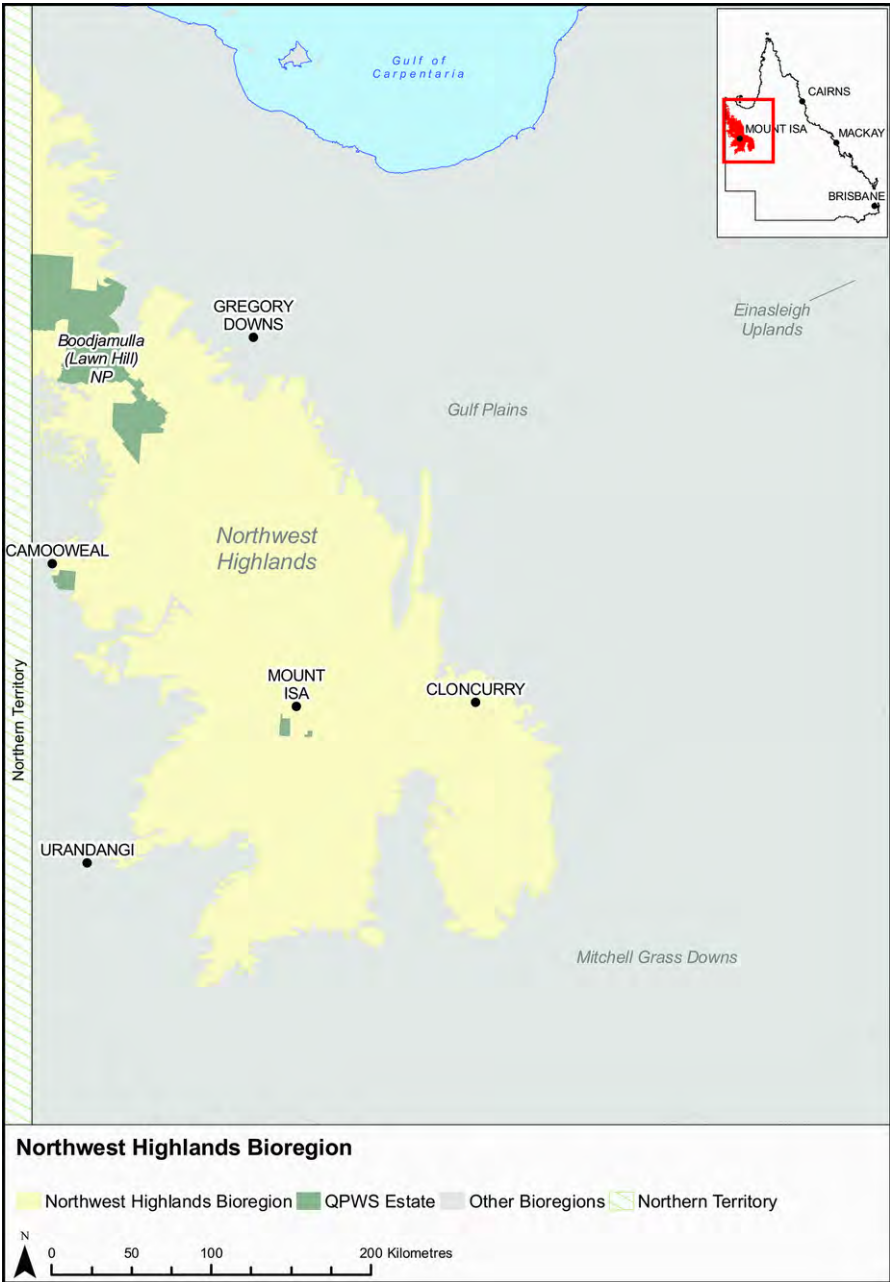 Gulf of
Carpentaria
CAIRNS
MOUNT ISA
MACKAY
BRISBANE
GREGORY
DOWNS
Einasleigh
Uplands
Boodjamulla
(Lawn Hill)
NP
Gulf Plains
Northwest
Highlands
CAMOOWEAL
MOUNT
ISA
CLONCURRY
Northern Territory
URANDANGI
Mitchell Grass Downs
Northwest Highlands Bioregion
Northwest Highlands Bioregion QPWS Estate Other Bioregions Northern Territory
N
0 50 100 200 Kilometres